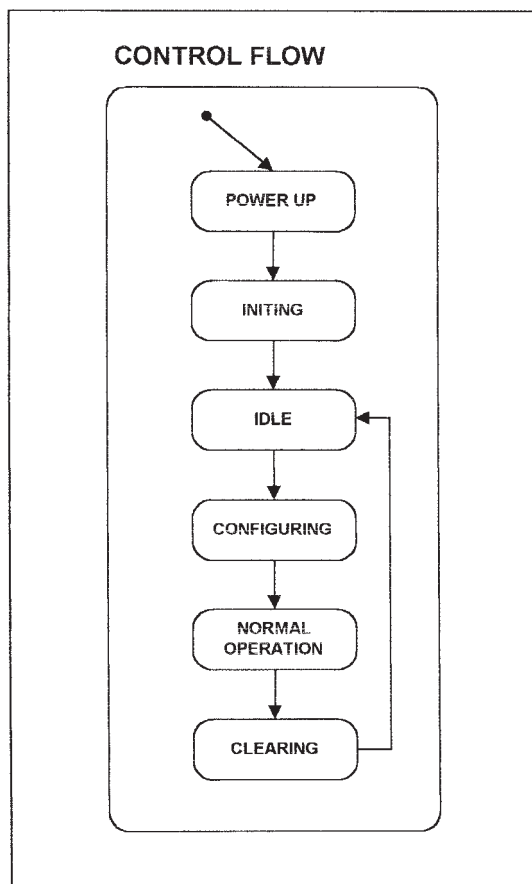 CONTROL FLOW
POWER UP
INITING
IDLE
CONFIGURING
NORMAL
OPERATION
CLEARING